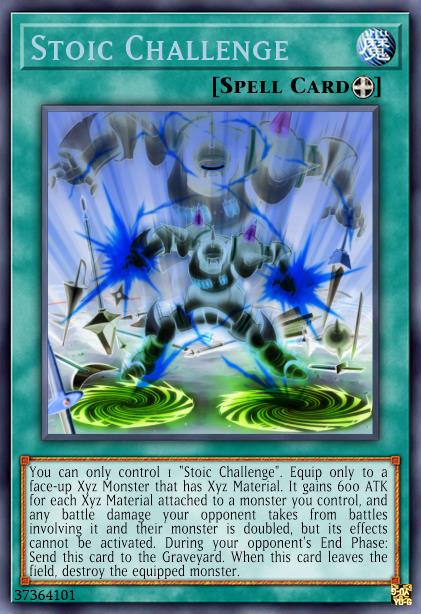 STOIC CHALLENGE
魔
[SPELL CARD]
You can only control 1 "Stoic Challenge". Equip only to a
face-up Xyz Monster that has Xyz Material. It gains 600 ATK
for each Xyz Material attached to a monster you control, and
any battle damage your opponent takes from battles
involving it and their monster is doubled, but its effects
cannot be activated. During your opponent's End Phase:
Send this card to the Graveyard. When this card leaves the
field, destroy the equipped monster.
37364101